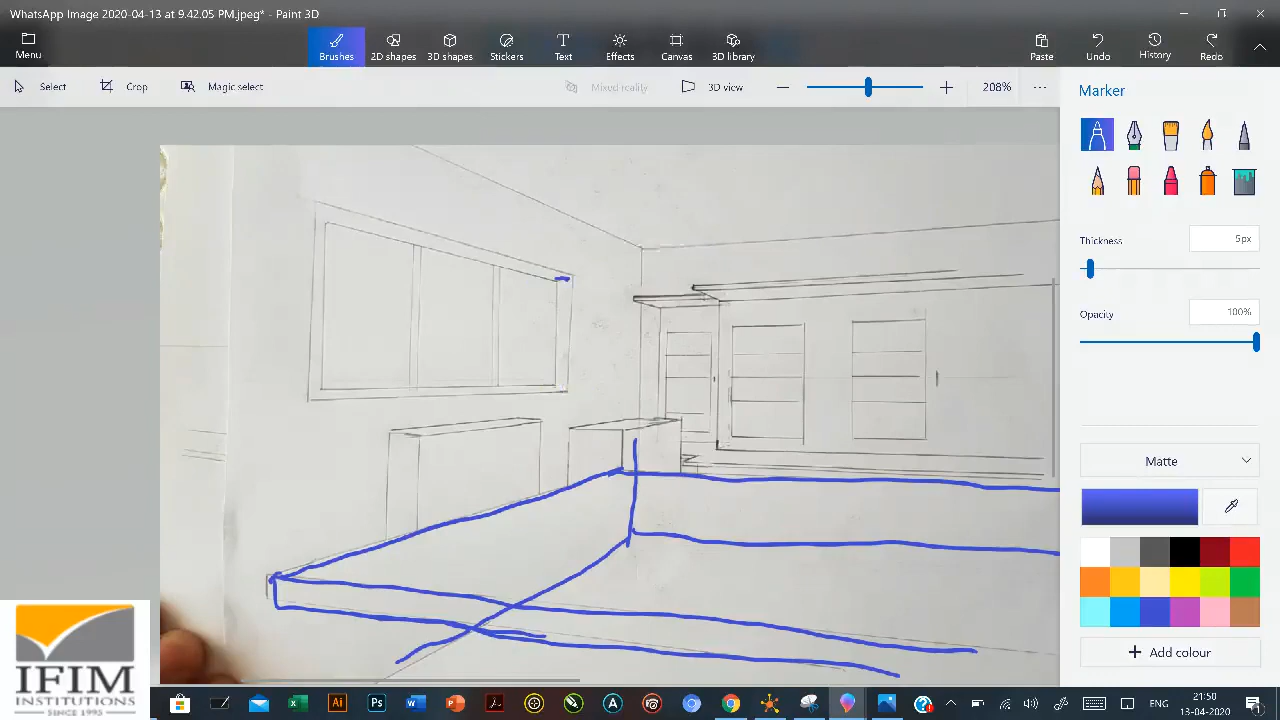 WhatsApp Image 2020-04-13 at 9.42.05 PM.jpeg* - Paint 3D
Menu
Brushes
2D shapes
3D shapes
Stickers
Text
Effects
Canvas
3D library
Paste
Undo
History
Redo
Select
Crop
Magic select
Mixed reality
3D view
208%
Marker
Thickness
5px
Opacity
100%
Matte
Add colour
IFIM
INSTITUTIONS
SINCE 1995
ENG
21:50
13-04-2020